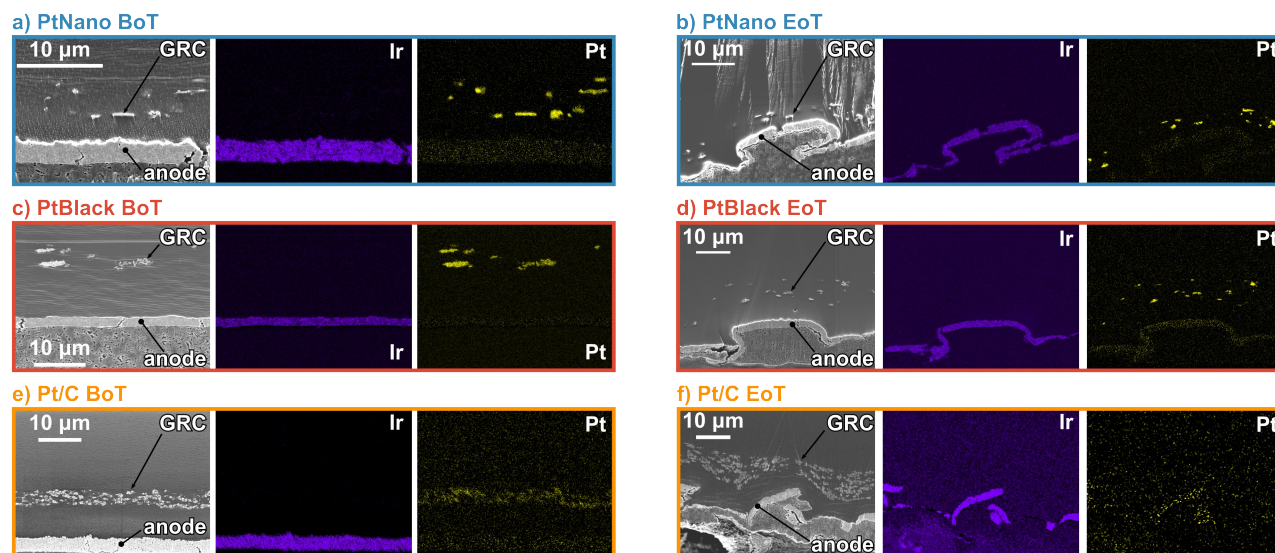 a) PtNano BoT
10 µm
GRC
anode
Ir
Pt
b) PtNano EoT
10 µm
GRC
anode
Ir
Pt
c) PtBlack BoT
GRC
10 µm
anode
Ir
Pt
d) PtBlack EoT
10 µm
GRC
anode
Ir
Pt
e) Pt/C BoT
10 µm
GRC
anode
Ir
Pt
f) Pt/C EoT
10 µm
GRC
anode
Ir
Pt